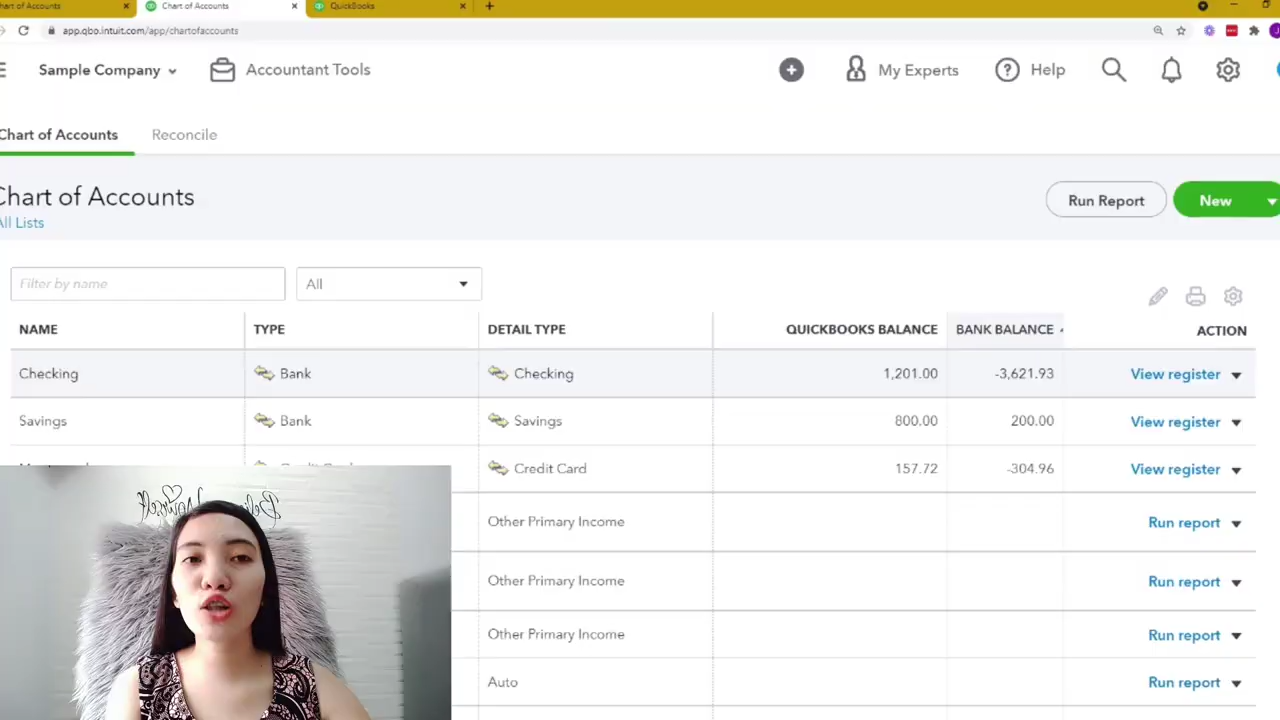 hart of Accounts
Chart of Accounts
QuickBooks
app.qbo.intuit.com/app/chartofaccounts
Sample Company
Accountant Tools
My Experts
Help
Chart of Accounts
Reconcile
Chart of Accounts
All Lists
Run Report
New
Filter by name
All
NAME TYPE DETAIL TYPE QUICKBOOKS BALANCE BANK BALANCE ACTION
Checking Bank Checking 1,201.00 -3,621.93 View register
Savings Bank Savings 800.00 200.00 View register
Credit Card 157.72 -304.96 View register
Other Primary Income Run report
Other Primary Income Run report
Other Primary Income Run report
Auto Run report